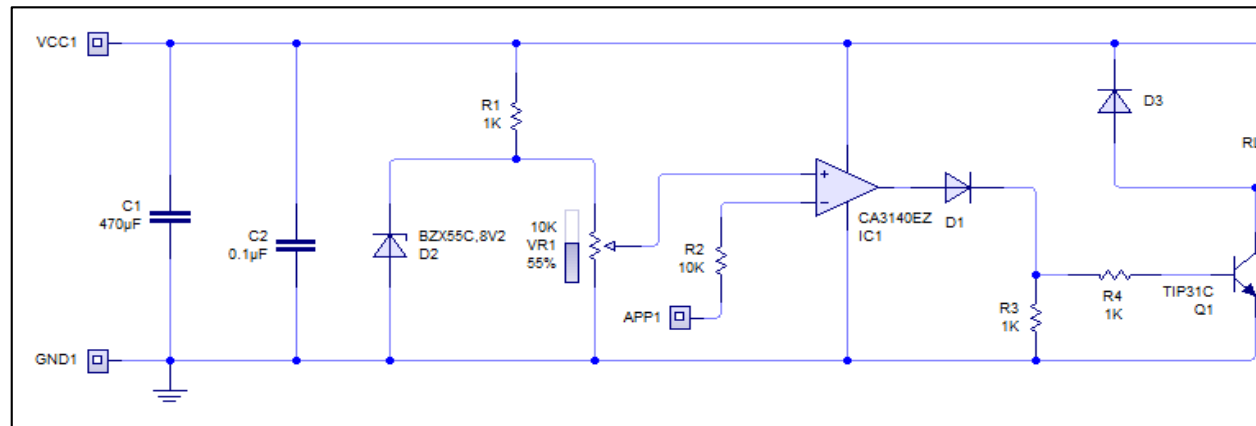 VCC1
R1
1K
D3
RL
C1
470µF
C2
0.1µF
BZX55C,8V2
D2
10K
VR1
55%
R2
10K
APP1
+
−
CA3140EZ
IC1
D1
R3
1K
R4
1K
TIP31C
Q1
GND1